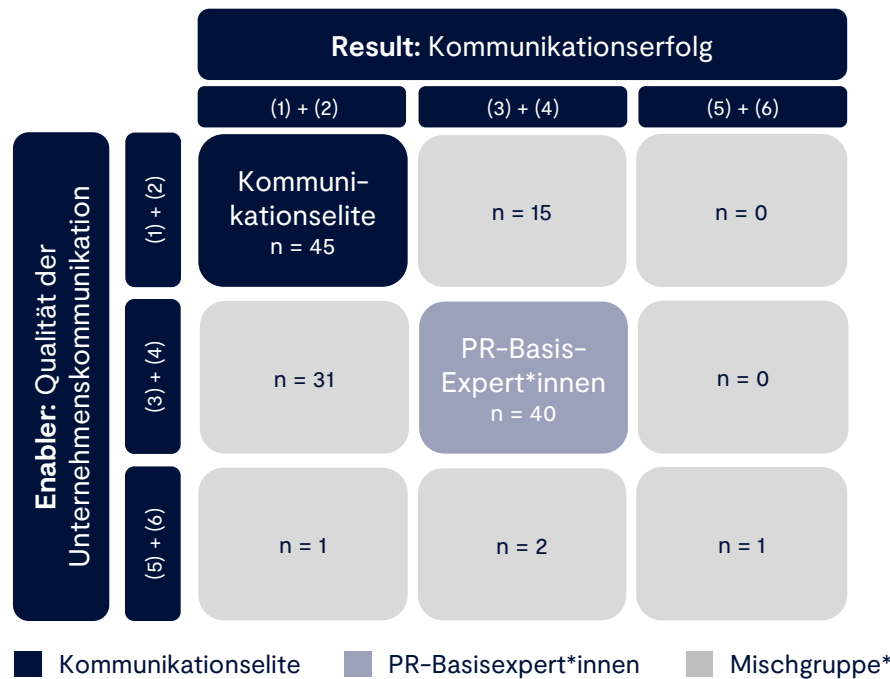 Result: Kommunikationserfolg
(1) + (2)
(3) + (4)
(5) + (6)
Enabler: Qualität der
Unternehmenskommunikation
(1) + (2)
Kommuni-
kationselite
n = 45
n = 15
n = 0
(3) + (4)
n = 31
PR-Basis-
Expert*innen
n = 40
n = 0
(5) + (6)
n = 1
n = 2
n = 1
Kommunikationselite
PR-Basisexpert*innen
Mischgruppe*